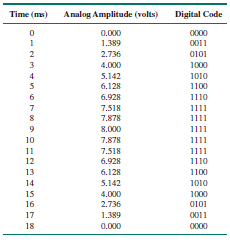 Time (ms) Analog Amplitude (volts) Digital Code
0 0.000 0000
1 1.389 0011
2 2.736 0101
3 4.000 1000
4 5.142 1010
5 6.128 1100
6 6.928 1110
7 7.518 1111
8 7.878 1111
9 8.000 1111
10 7.878 1111
11 7.518 1111
12 6.928 1110
13 6.128 1100
14 5.142 1010
15 4.000 1000
16 2.736 0101
17 1.389 0011
18 0.000 0000